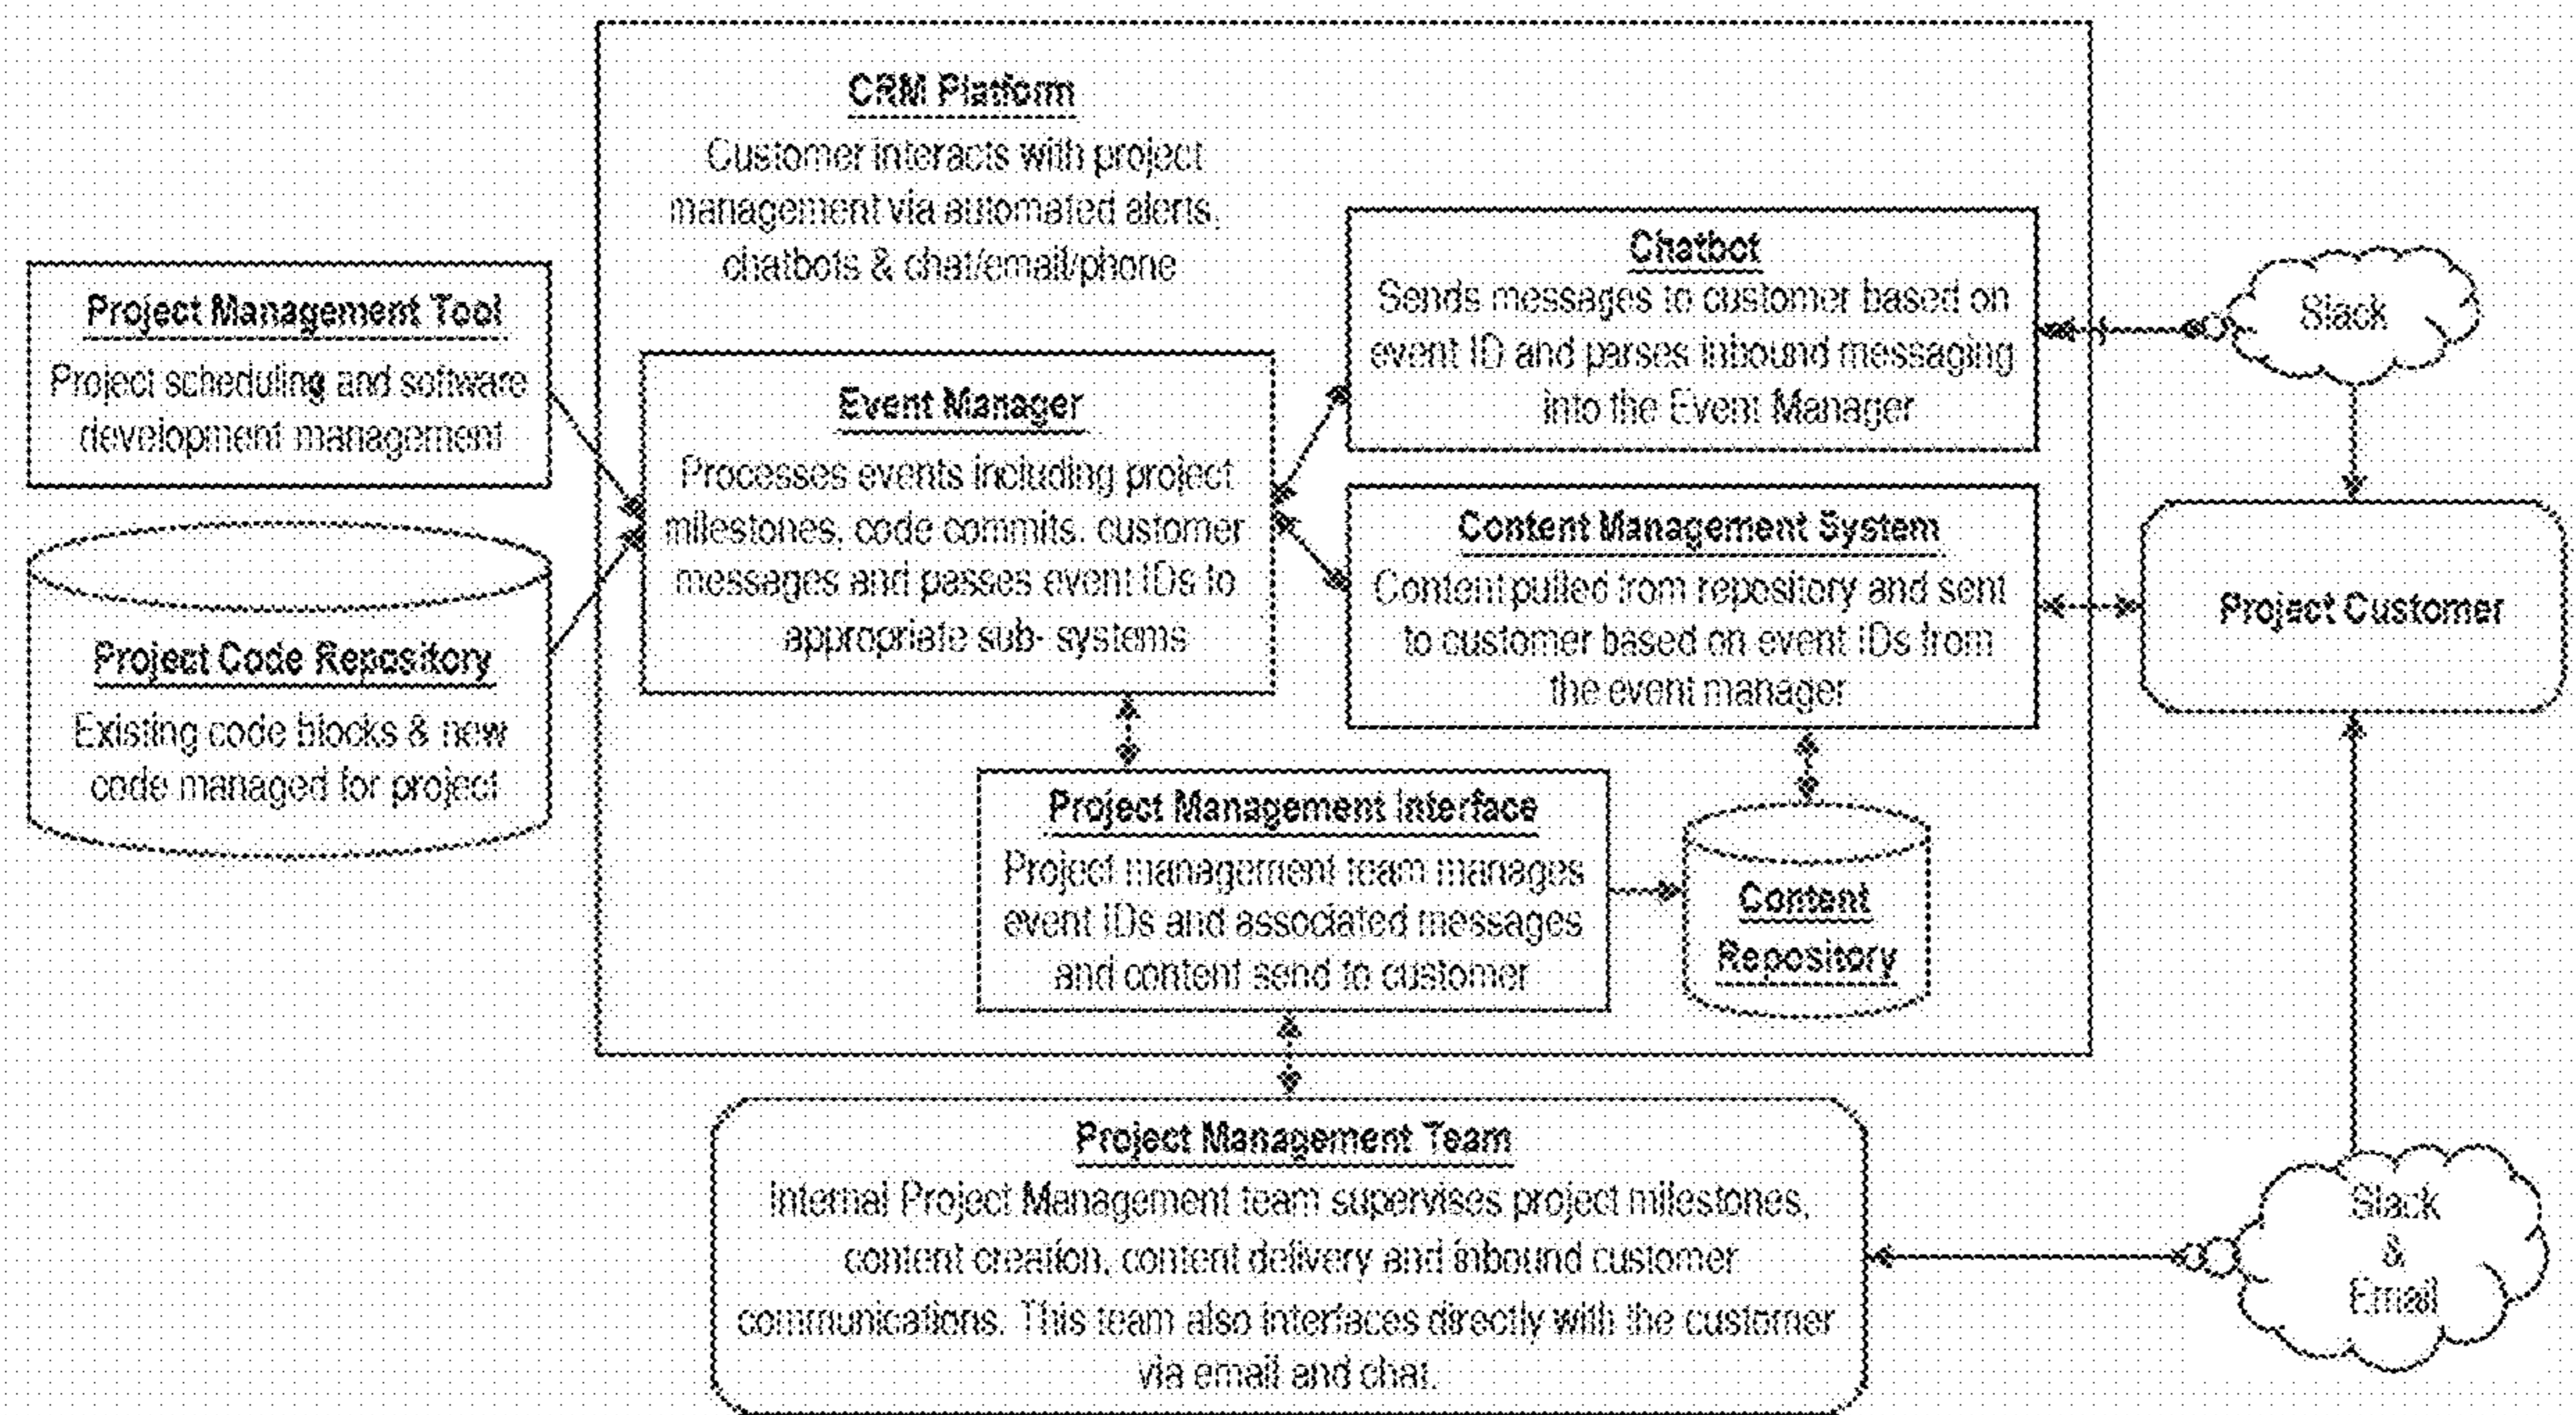 CRM Platform
Customer interacts with project
management via automated alerts,
chatbots & chat/email/phone
Project Management Tool
Project scheduling and software
development management
Project Code Repository
Existing code blocks & new
code managed for project
Event Manager
Processes events including project
milestones, code commits, customer
messages and passes event IDs to
appropriate sub- systems
Chatbot
Sends messages to customer based on
event ID and parses inbound messaging
into the Event Manager
Content Management System
Content pulled from repository and sent
to customer based on event IDs from
the event manager
Slack
Project Customer
Project Management Interface
Project management team manages
event IDs and associated messages
and content send to customer
Content
Repository
Project Management Team
Internal Project Management team supervises project milestones,
content creation, content delivery and inbound customer
communications. This team also interfaces directly with the customer
via email and chat.
Slack
&
Email